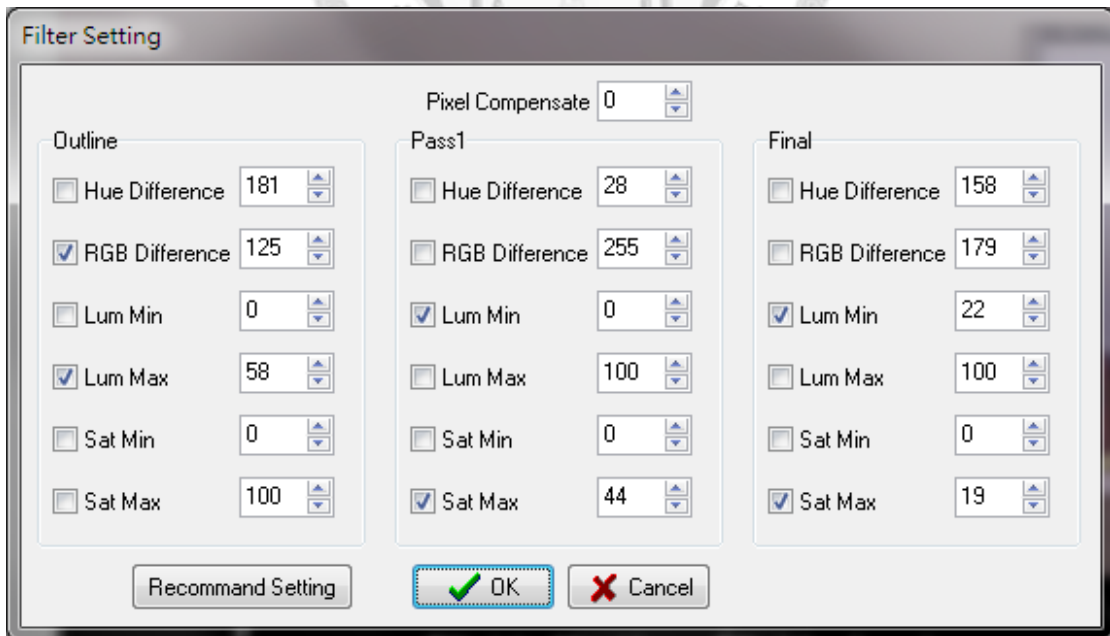 Filter Setting
Pixel Compensate 0
Outline Pass1 Final
Hue Difference 181 Hue Difference 28 Hue Difference 158
RGB Difference 125 RGB Difference 255 RGB Difference 179
Lum Min 0 Lum Min 0 Lum Min 22
Lum Max 58 Lum Max 100 Lum Max 100
Sat Min 0 Sat Min 0 Sat Min 0
Sat Max 100 Sat Max 44 Sat Max 19
Recommand Setting OK Cancel